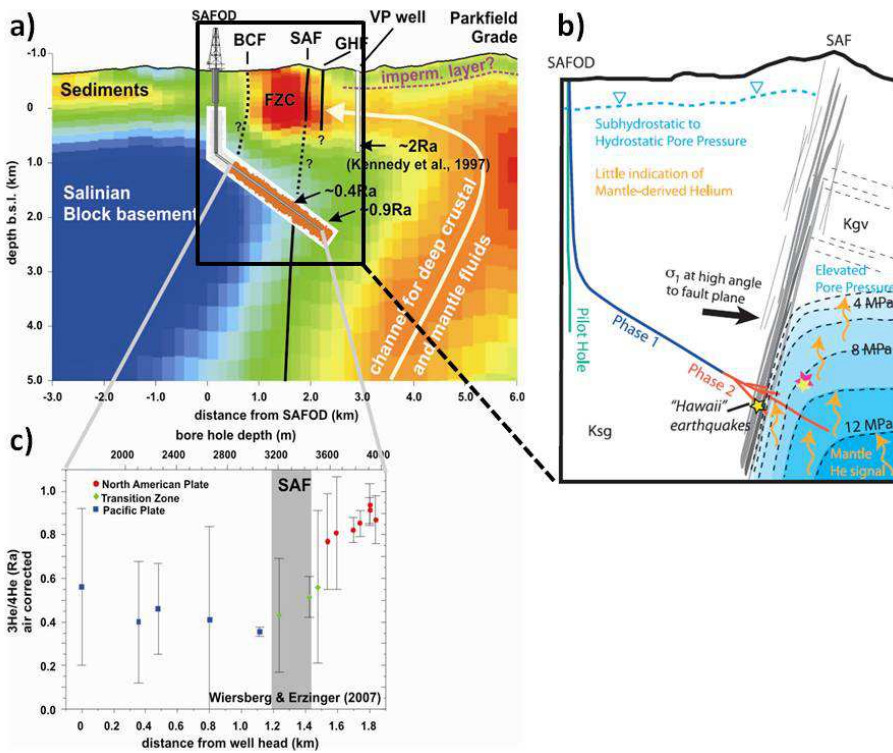 a)
SAFOD
BCF
SAF
GHF
VP well
Parkfield
Grade
imperm. layer?
Sediments
FZC
?
?
?
~2Ra
(Kennedy et al., 1997)
~0.4Ra
~0.9Ra
Salinian
Block basement
channel for deep crustal
and mantle fluids
depth b.s.l. (km)
-1.0
0
1.0
2.0
3.0
4.0
5.0
-3.0 -2.0 -1.0 0.0 1.0 2.0 3.0 4.0 5.0 6.0
distance from SAFOD (km)
b)
SAFOD
SAF
Subhydrostatic to
Hydrostatic Pore Pressure
Little indication of
Mantle-derived Helium
Kgv
Elevated
Pore Pressure
σ1 at high angle
to fault plane
4 MPa
8 MPa
12 MPa
Pilot Hole
Phase 1
Phase 2
"Hawaii"
earthquakes
Ksg
Mantle
He signal
c)
bore hole depth (m)
2100 2400 2700 3000 3200 3500 3800 4000
North American Plate
Transition Zone
Pacific Plate
SAF
3He/4He (Ra)
air corrected
1.0
0.8
0.6
0.4
0.2
0.0
Wiersberg & Erzinger (2007)
0 0.2 0.4 0.6 0.8 1.0 1.2 1.4 1.6 1.8
distance from well head (km)